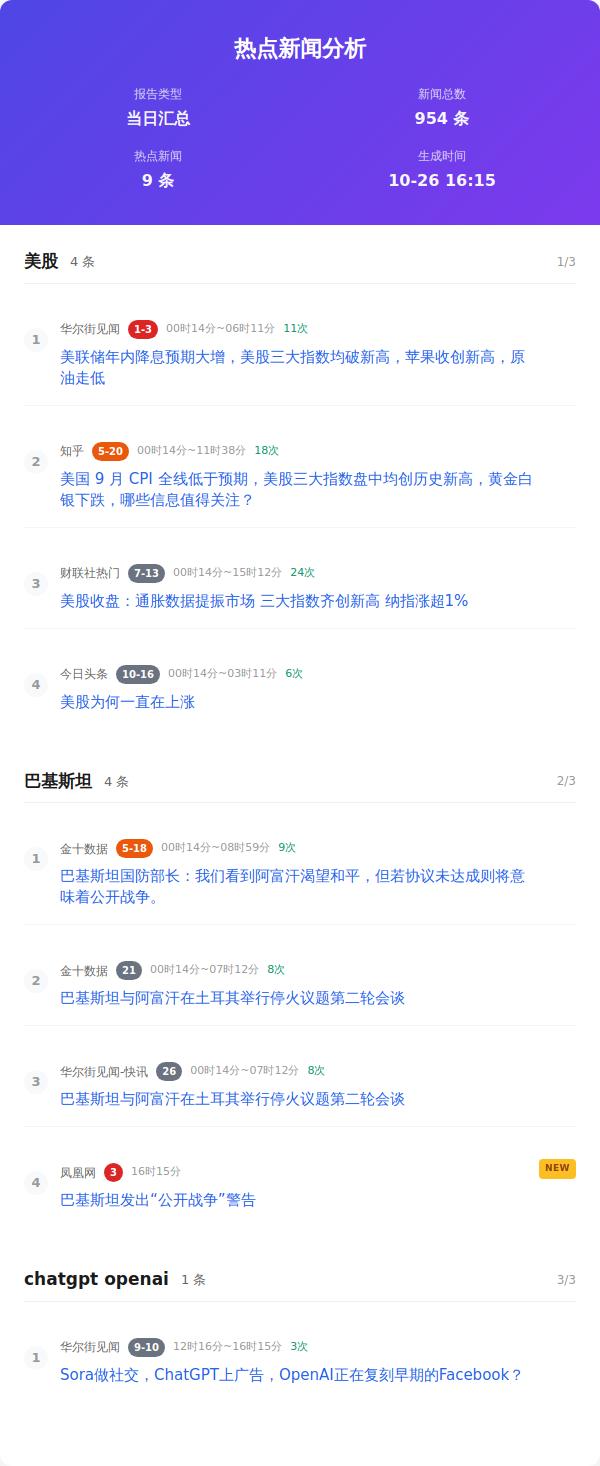 热点新闻分析
报告类型
当日汇总
新闻总数
954 条
热点新闻
9 条
生成时间
10-26 16:15
美股 4 条 1/3
1 华尔街见闻 1-3 00时14分~06时11分 11次
美联储年内降息预期大增，美股三大指数均破新高，苹果收创新高，原
油走低
2 知乎 5-20 00时14分~11时38分 18次
美国 9 月 CPI 全线低于预期，美股三大指数盘中均创历史新高，黄金白
银下跌，哪些信息值得关注？
3 财联社热门 7-13 00时14分~15时12分 24次
美股收盘：通胀数据提振市场 三大指数齐创新高 纳指涨超1%
4 今日头条 10-16 00时14分~03时11分 6次
美股为何一直在上涨
巴基斯坦 4 条 2/3
1 金十数据 5-18 00时14分~08时59分 9次
巴基斯坦国防部长：我们看到阿富汗渴望和平，但若协议未达成则将意
味着公开战争。
2 金十数据 21 00时14分~07时12分 8次
巴基斯坦与阿富汗在土耳其举行停火议题第二轮会谈
3 华尔街见闻-快讯 26 00时14分~07时12分 8次
巴基斯坦与阿富汗在土耳其举行停火议题第二轮会谈
4 凤凰网 3 16时15分 NEW
巴基斯坦发出“公开战争”警告
chatgpt openai 1 条 3/3
1 华尔街见闻 9-10 12时16分~16时15分 3次
Sora做社交，ChatGPT上广告，OpenAI正在复刻早期的Facebook？